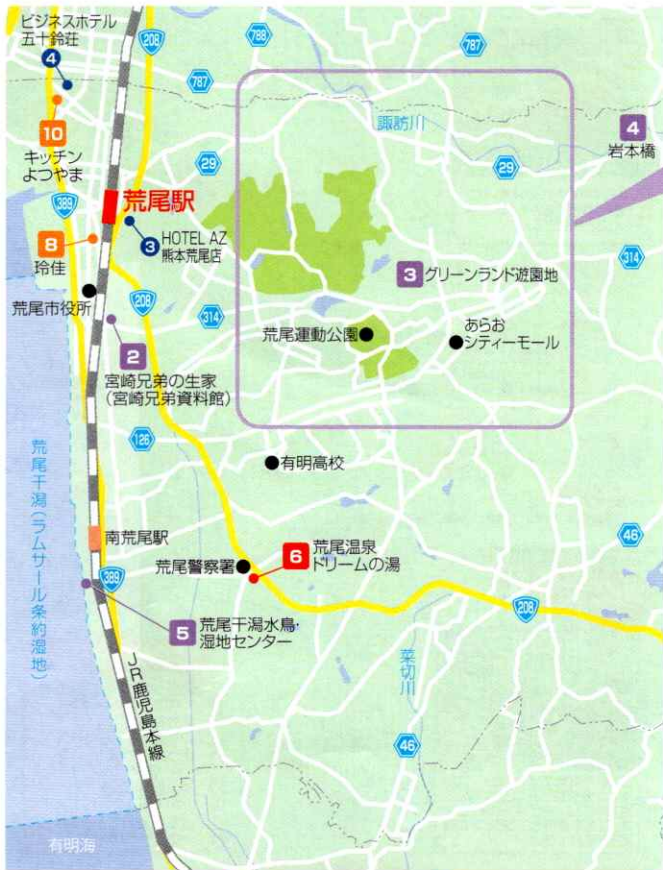 ビジネスホテル
五十鈴荘
4
208
788
787
787
10
キッチン
よつやま
諏訪川
29
29
4
岩本橋
389
荒尾駅
3
HOTEL AZ
熊本荒尾店
8
玲佳
314
3
グリーンランド遊園地
荒尾市役所
208
314
荒尾運動公園
あらお
シティーモール
2
宮崎兄弟の生家
(宮崎兄弟資料館)
126
有明高校
荒尾干潟(ラムサール条約湿地)
46
南荒尾駅
6
荒尾温泉
ドリームの湯
荒尾警察署
389
208
5
荒尾干潟水鳥・
湿地センター
菜切川
JR鹿児島本線
46
有明海